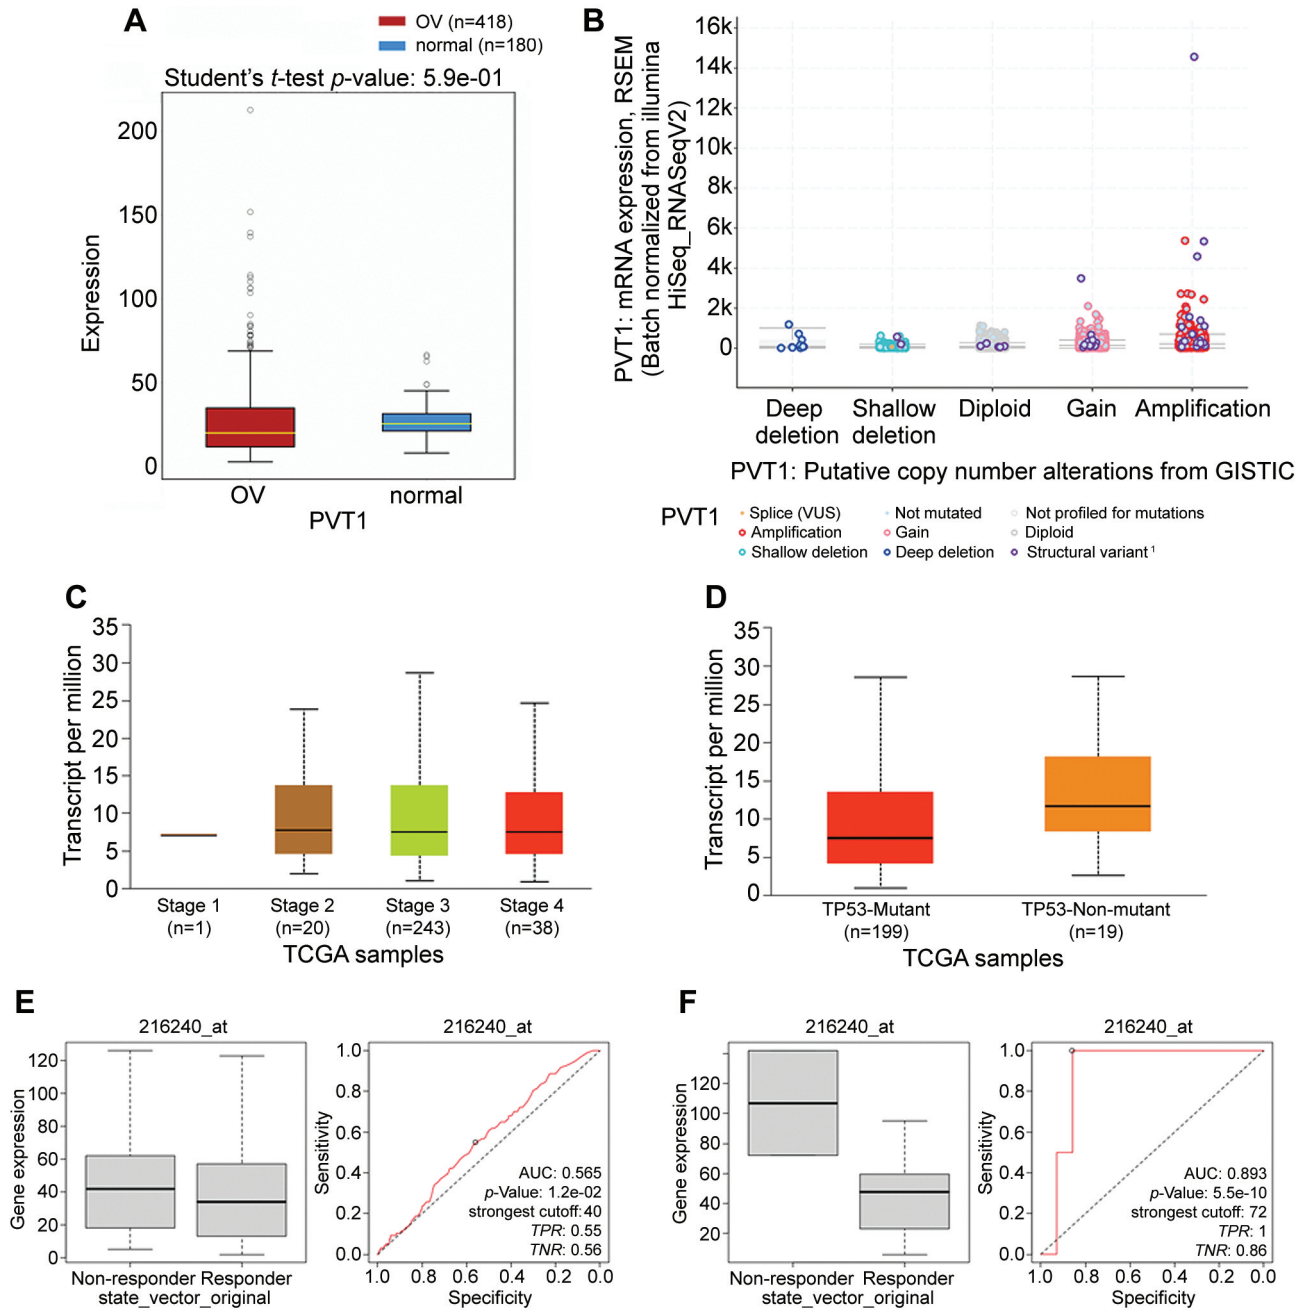 A
OV (n=418)
normal (n=180)
Student's t-test p-value: 5.9e-01
Expression
200
150
100
50
0
OV
normal
PVT1
B
PVT1: mRNA expression, RSEM
(Batch normalized from illumina
HiSeq_RNASeqV2)
16k
14k
12k
10k
8k
6k
4k
2k
0
Deep
deletion
Shallow
deletion
Diploid
Gain
Amplification
PVT1: Putative copy number alterations from GISTIC
PVT1
Splice (VUS)
Not mutated
Not profiled for mutations
Amplification
Gain
Diploid
Shallow deletion
Deep deletion
Structural variant 1
C
Transcript per million
35
30
25
20
15
10
5
0
Stage 1
(n=1)
Stage 2
(n=20)
Stage 3
(n=243)
Stage 4
(n=38)
TCGA samples
D
Transcript per million
35
30
25
20
15
10
5
0
TP53-Mutant
(n=199)
TP53-Non-mutant
(n=19)
TCGA samples
E
216240_at
Gene expression
120
100
80
60
40
20
0
Non-responder
Responder
state_vector_original
216240_at
Sensitivity
1.0
0.8
0.6
0.4
0.2
0.0
AUC: 0.565
p-Value: 1.2e-02
strongest cutoff: 40
TPR: 0.55
TNR: 0.56
1.0
0.8
0.6
0.4
0.2
0.0
Specificity
F
216240_at
Gene expression
120
100
80
60
40
20
Non-responder
Responder
state_vector_original
216240_at
Sensitivity
1.0
0.8
0.6
0.4
0.2
0.0
AUC: 0.893
p-Value: 5.5e-10
strongest cutoff: 72
TPR: 1
TNR: 0.86
1.0
0.8
0.6
0.4
0.2
0.0
Specificity